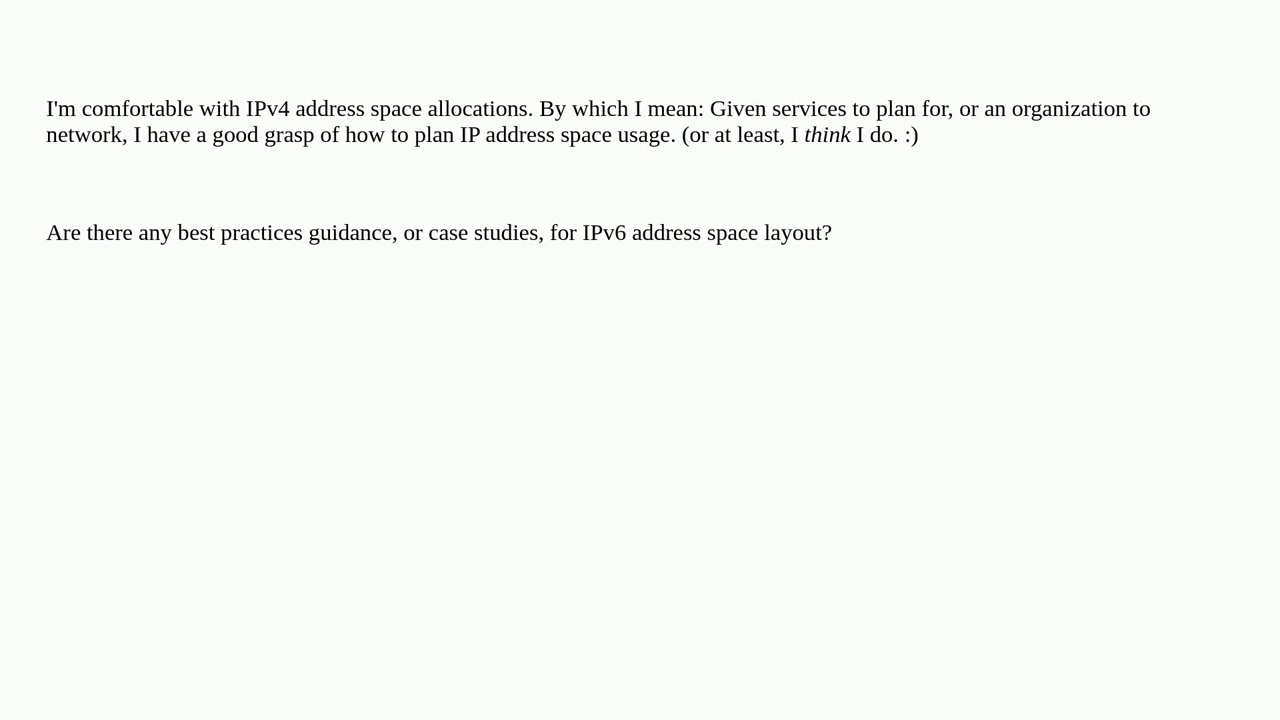 I'm comfortable with IPv4 address space allocations. By which I mean: Given services to plan for, or an organization to
network, I have a good grasp of how to plan IP address space usage. (or at least, I think I do. :)
Are there any best practices guidance, or case studies, for IPv6 address space layout?